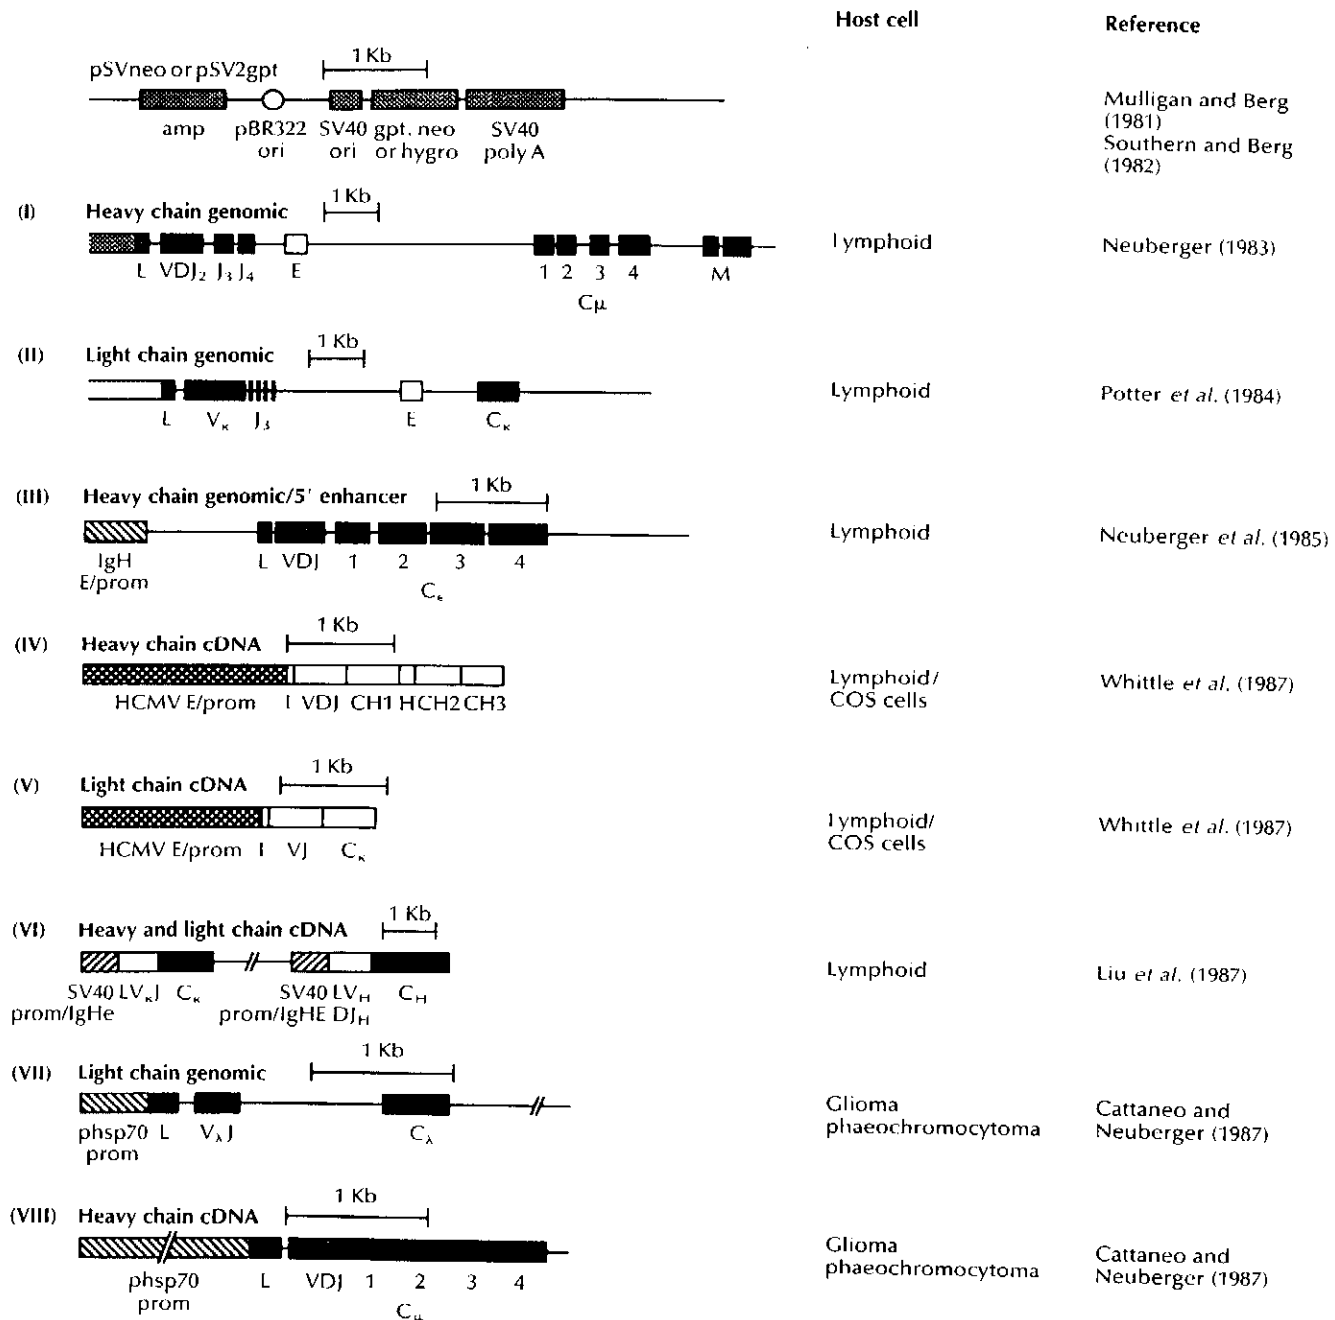 Host cell
Reference
1 Kb
pSVneo or pSV2gpt
amp
pBR322
ori
SV40
ori
gpt. neo
or hygro
SV40
poly A
Mulligan and Berg
(1981)
Southern and Berg
(1982)
(I) Heavy chain genomic
1 Kb
L VDJ₂ J₃ J₄ E 1 2 3 4 M
Cμ
Lymphoid
Neuberger (1983)
(II) Light chain genomic
1 Kb
L Vκ J₃ E Cκ
Lymphoid
Potter et al. (1984)
(III) Heavy chain genomic/5′ enhancer
1 Kb
IgH
E/prom
L VDJ 1 2 3 4
Cε
Lymphoid
Neuberger et al. (1985)
(IV) Heavy chain cDNA
1 Kb
HCMV E/prom l VDJ CH1 H CH2 CH3
Lymphoid/
COS cells
Whittle et al. (1987)
(V) Light chain cDNA
1 Kb
HCMV E/prom l VJ Cκ
Lymphoid/
COS cells
Whittle et al. (1987)
(VI) Heavy and light chain cDNA
1 Kb
SV40 LVκJ Cκ SV40 LV_H C_H
prom/IgHe prom/IgHE DJ_H
Lymphoid
Liu et al. (1987)
(VII) Light chain genomic
1 Kb
phsp70 L Vλ J Cλ
prom
Glioma
phaeochromocytoma
Cattaneo and
Neuberger (1987)
(VIII) Heavy chain cDNA
1 Kb
phsp70 L VDJ 1 2 3 4
prom
Cμ
Glioma
phaeochromocytoma
Cattaneo and
Neuberger (1987)